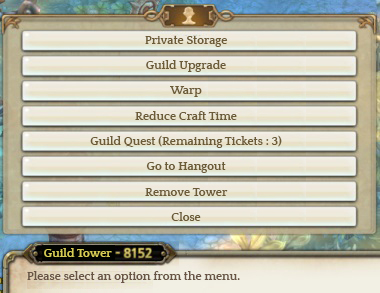 Private Storage
Guild Upgrade
Warp
Reduce Craft Time
Guild Quest (Remaining Tickets : 3)
Go to Hangout
Remove Tower
Close
Guild Tower - 8152
Please select an option from the menu.